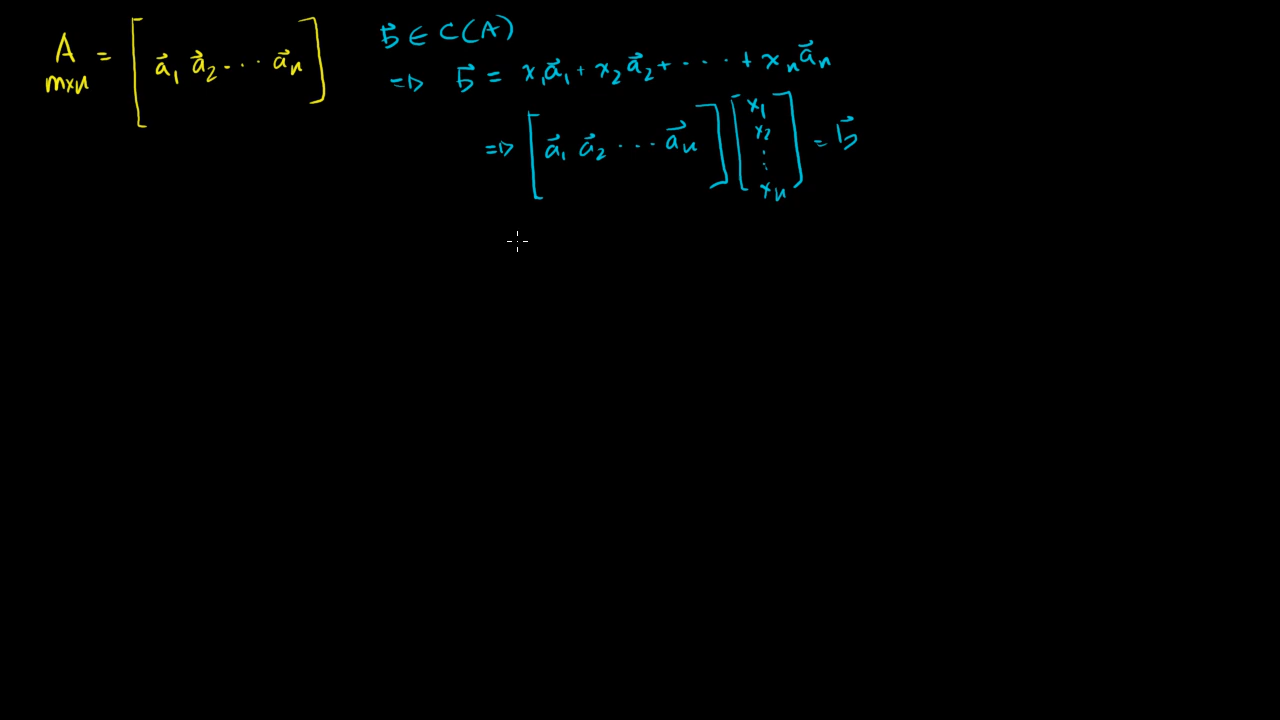 A = [ a⃗₁ a⃗₂ -··· a⃗ₙ ]
m×n
b⃗ ∈ C(A)
=> b⃗ = x₁a⃗₁ + x₂a⃗₂ + ···· + xₙa⃗ₙ
=> [ a⃗₁ a⃗₂ ··· a⃗ₙ ] [ x₁ x₂ ⋮ xₙ ] = b⃗